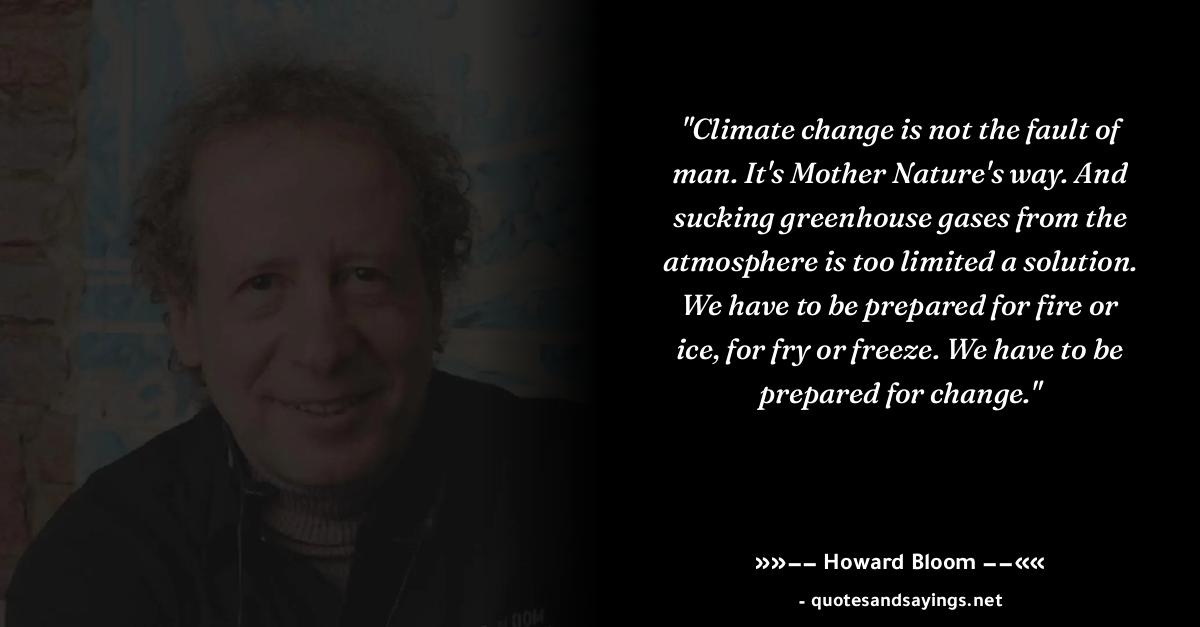 "Climate change is not the fault of
man. It's Mother Nature's way. And
sucking greenhouse gases from the
atmosphere is too limited a solution.
We have to be prepared for fire or
ice, for fry or freeze. We have to be
prepared for change."
»»−− Howard Bloom −−««
- quotesandsayings.net